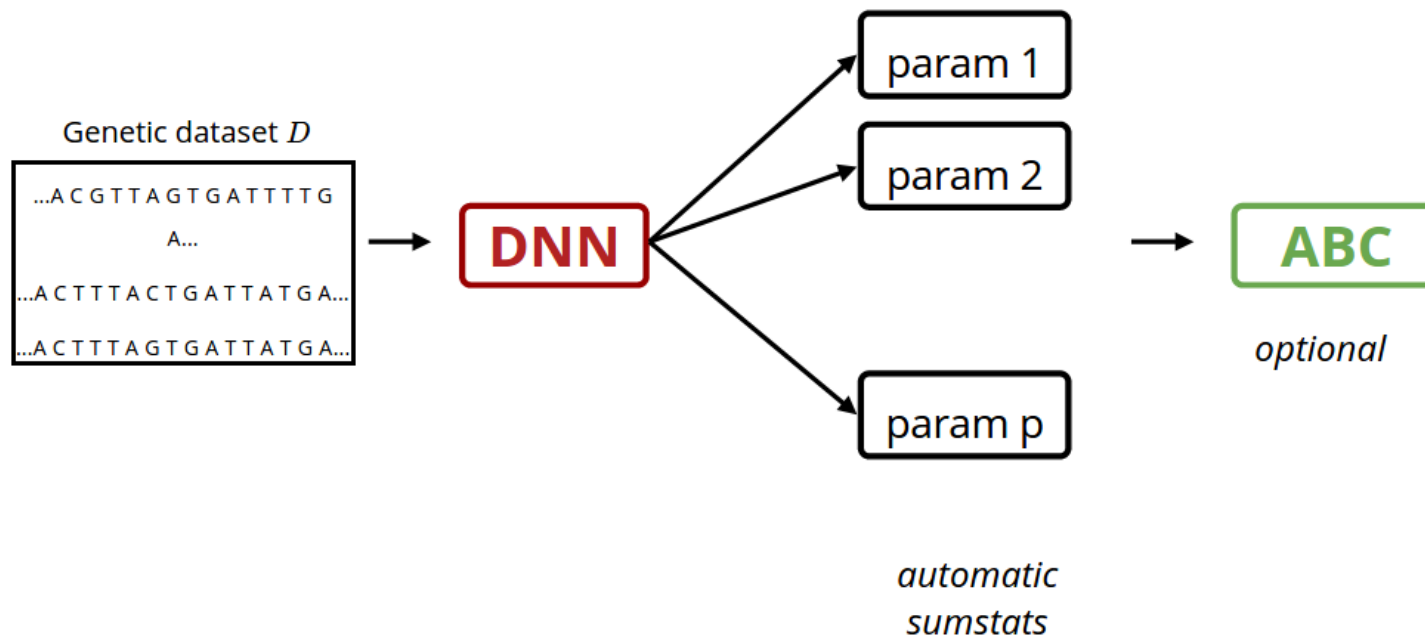 Genetic dataset D
...A C G T T A G T G A T T T T G
A...
...A C T T T A C T G A T T A T G A...
...A C T T T A G T G A T T A T G A...
DNN
param 1
param 2
param p
automatic
sumstats
ABC
optional